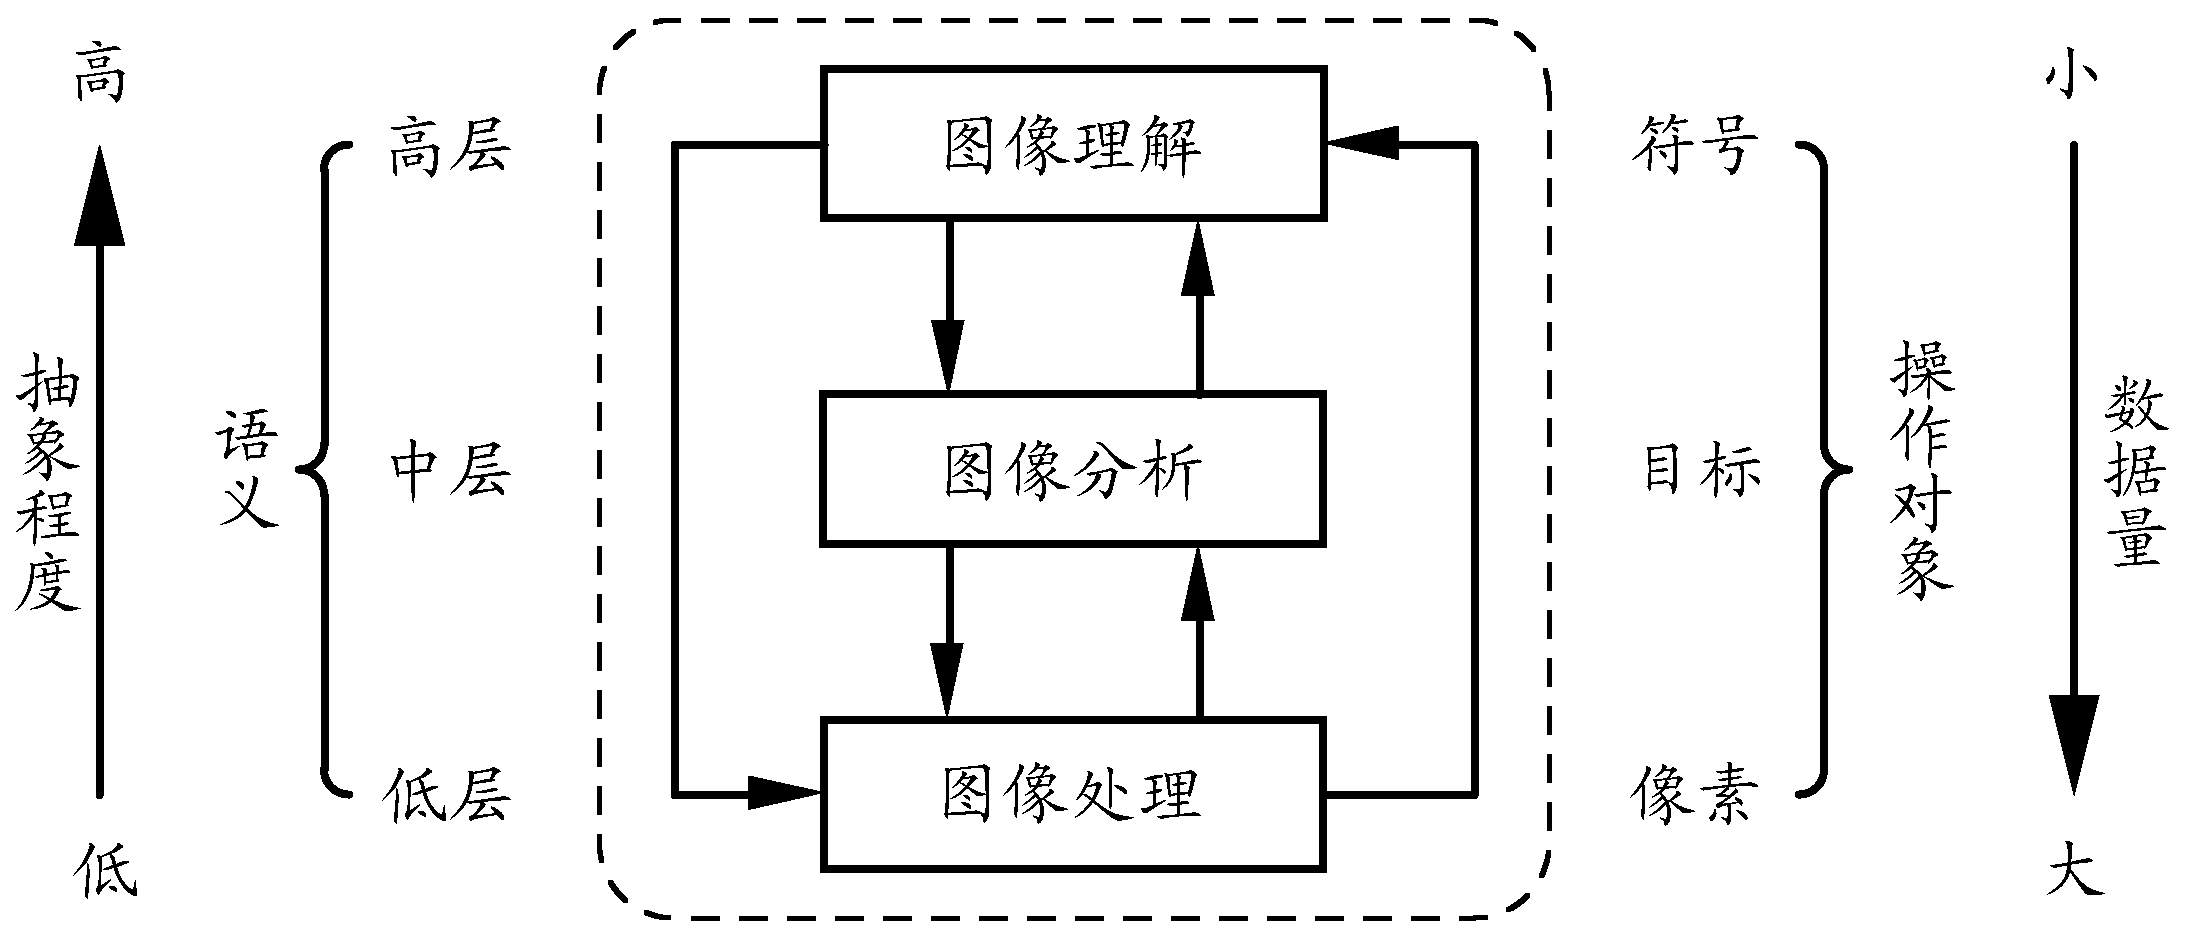 高
小
高层
图像理解
符号
抽象程度
语义
中层
图像分析
目标
操作对象
数据量
低层
图像处理
像素
低
大